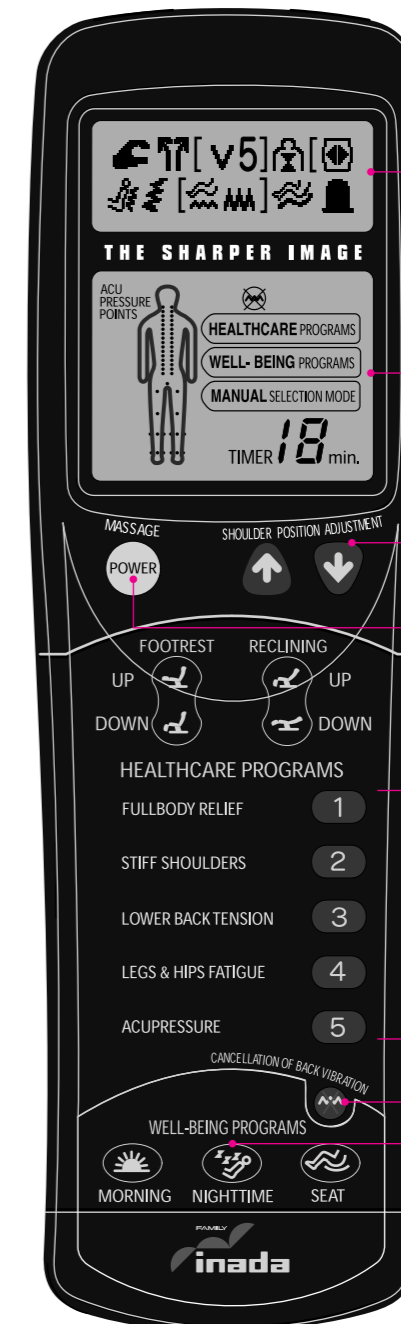 [ V5] [
]
THE SHARPER IMAGE
ACU
PRESSURE
POINTS
HEALTHCARE PROGRAMS
WELL- BEING PROGRAMS
MANUAL SELECTION MODE
TIMER 18 min.
MASSAGE
SHOULDER POSITION ADJUSTMENT
POWER
FOOTREST RECLINING
UP UP
DOWN DOWN
HEALTHCARE PROGRAMS
FULLBODY RELIEF 1
STIFF SHOULDERS 2
LOWER BACK TENSION 3
LEGS & HIPS FATIGUE 4
ACUPRESSURE 5
CANCELLATION OF BACK VIBRATION
WELL-BEING PROGRAMS
zzzz
MORNING NIGHTTIME SEAT
FAMILY
inada